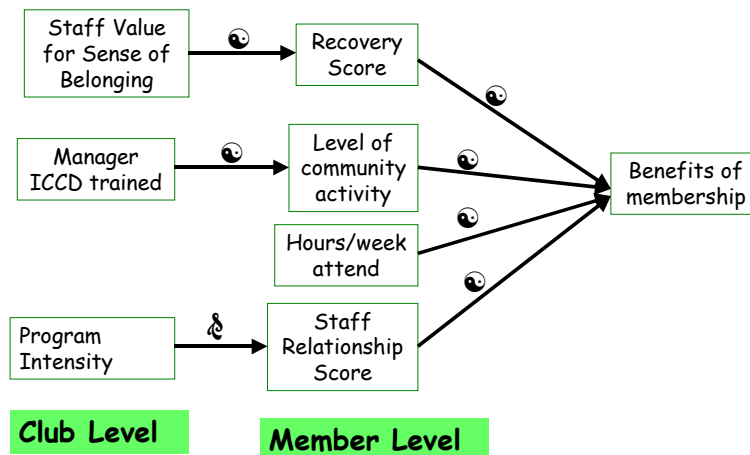 Staff Value
for Sense of
Belonging
Recovery
Score
Manager
ICCD trained
Level of
community
activity
Benefits of
membership
Hours/week
attend
Program
Intensity
Staff
Relationship
Score
Club Level
Member Level